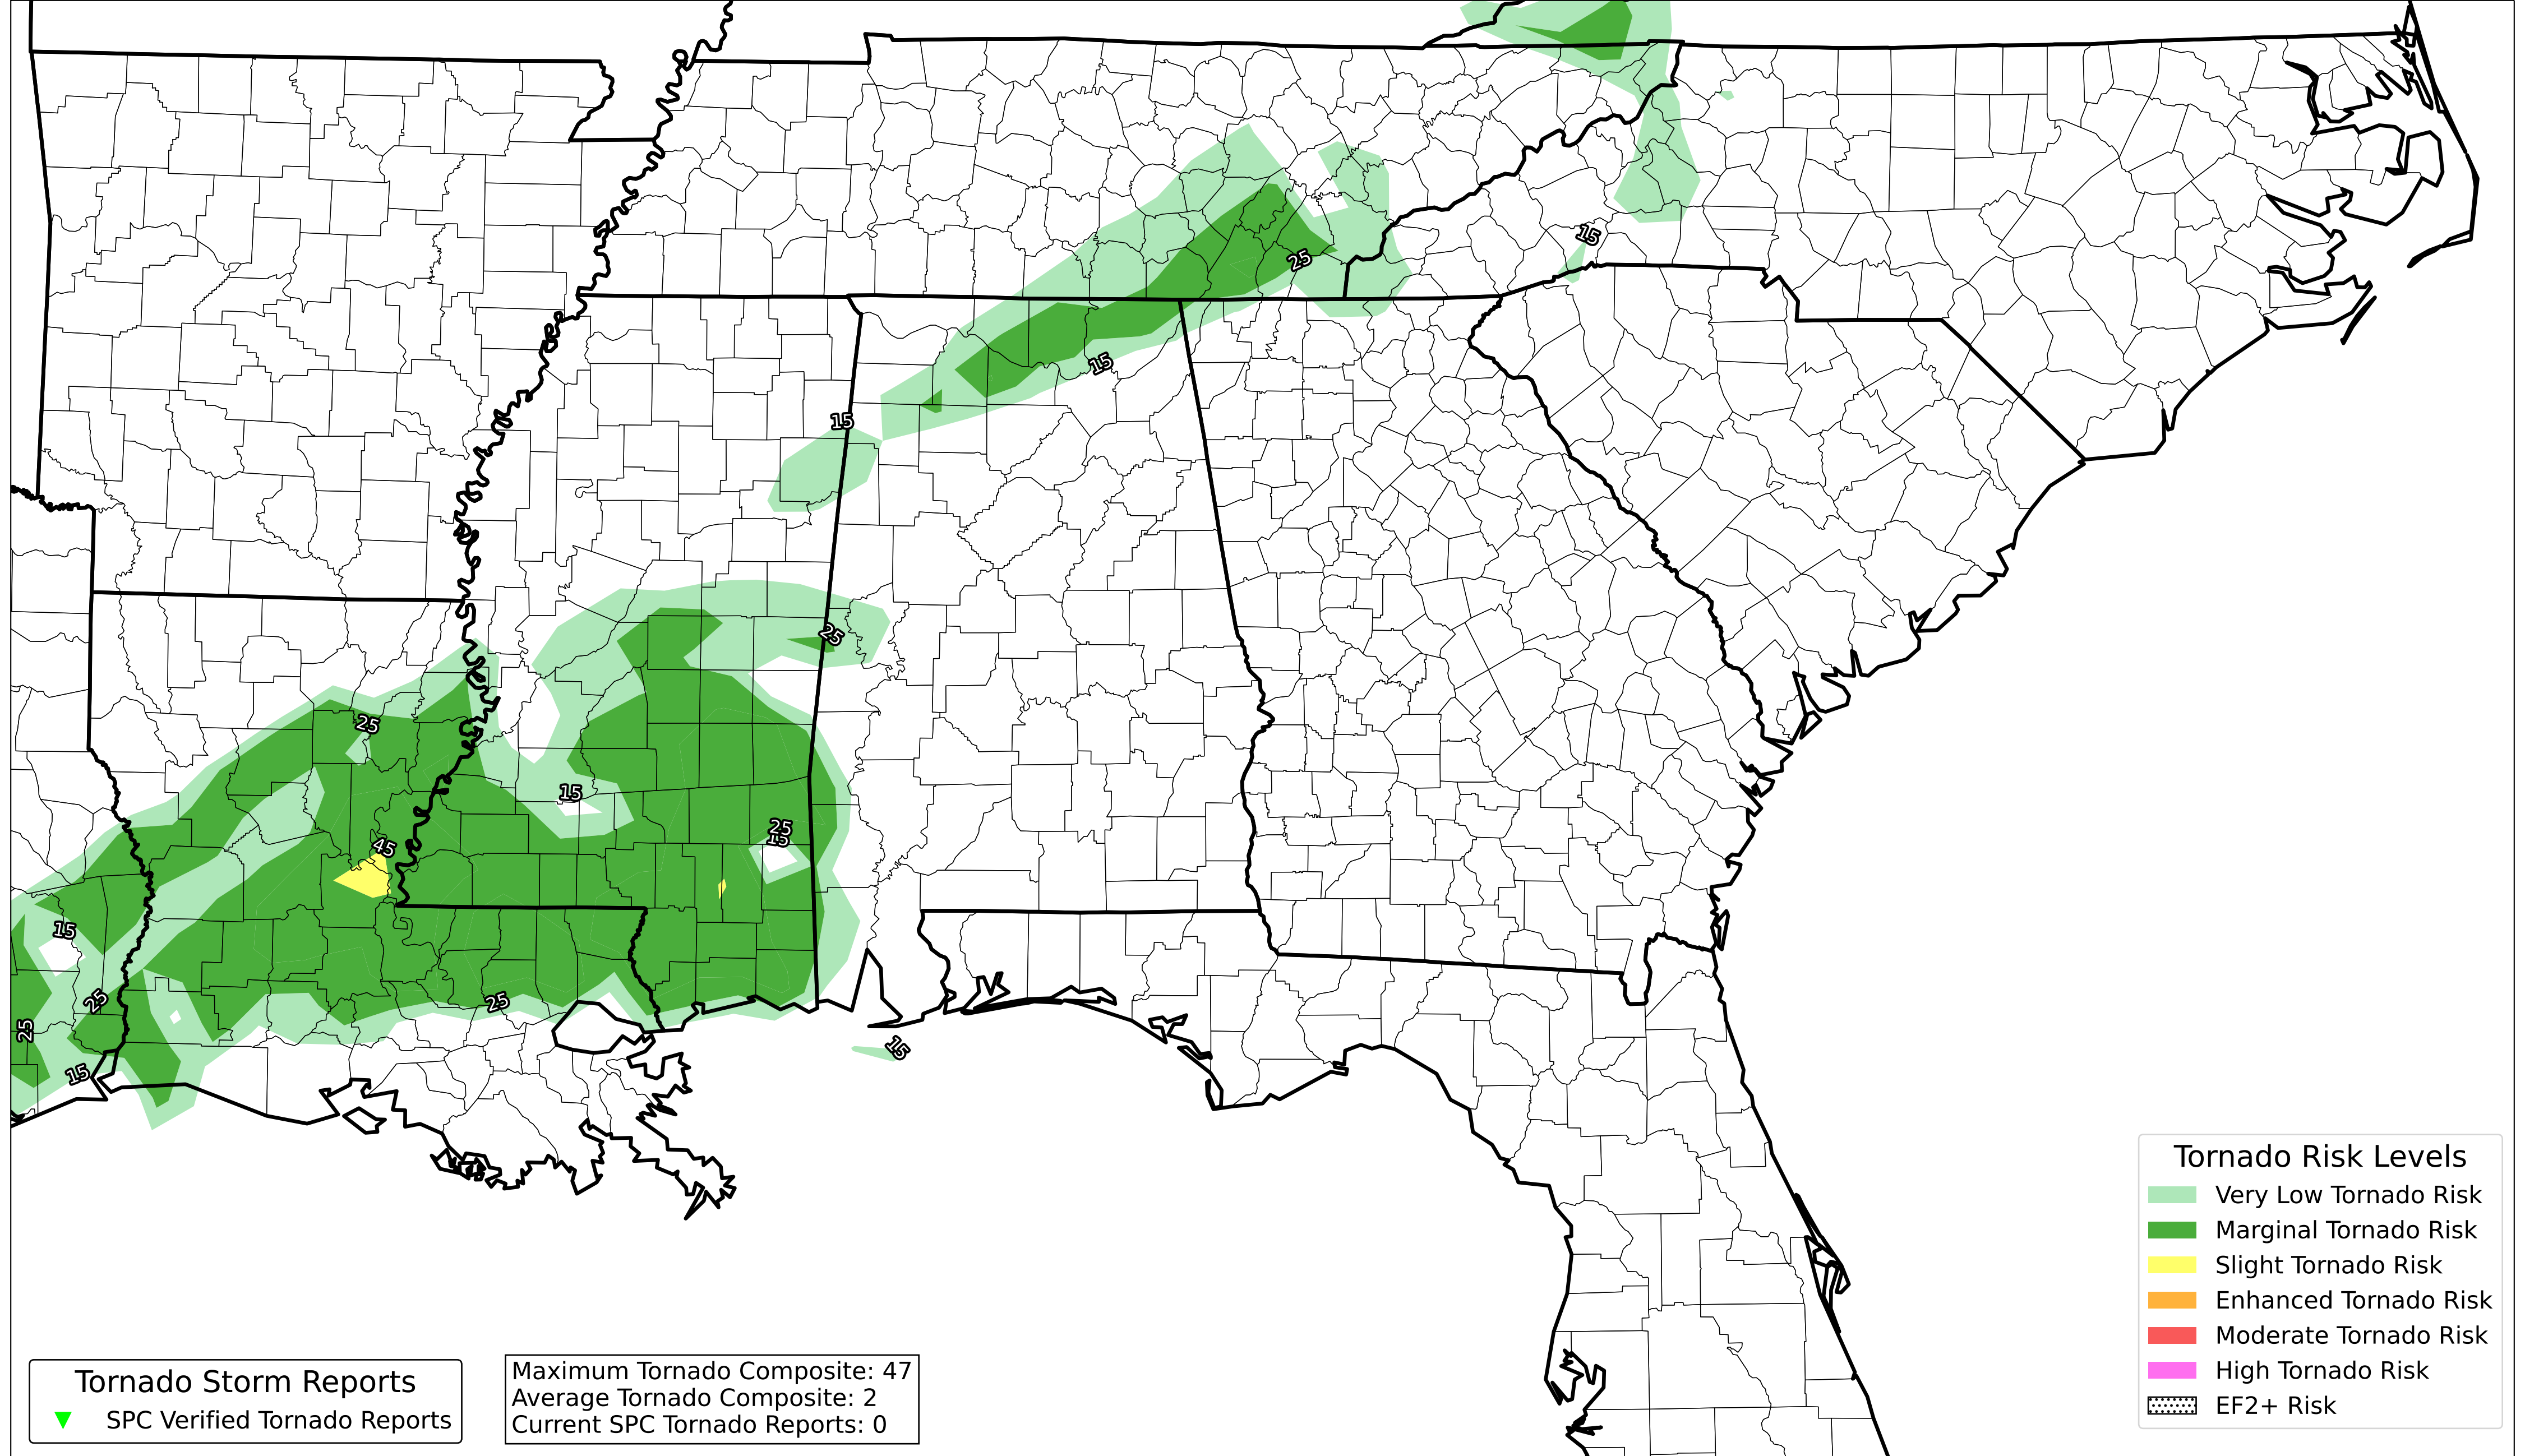 15
25
15
15
25
25
15
25
15
45
15
25
25
25
15
15
Tornado Risk Levels
Very Low Tornado Risk
Marginal Tornado Risk
Slight Tornado Risk
Enhanced Tornado Risk
Moderate Tornado Risk
High Tornado Risk
EF2+ Risk
Tornado Storm Reports
SPC Verified Tornado Reports
Maximum Tornado Composite: 47
Average Tornado Composite: 2
Current SPC Tornado Reports: 0